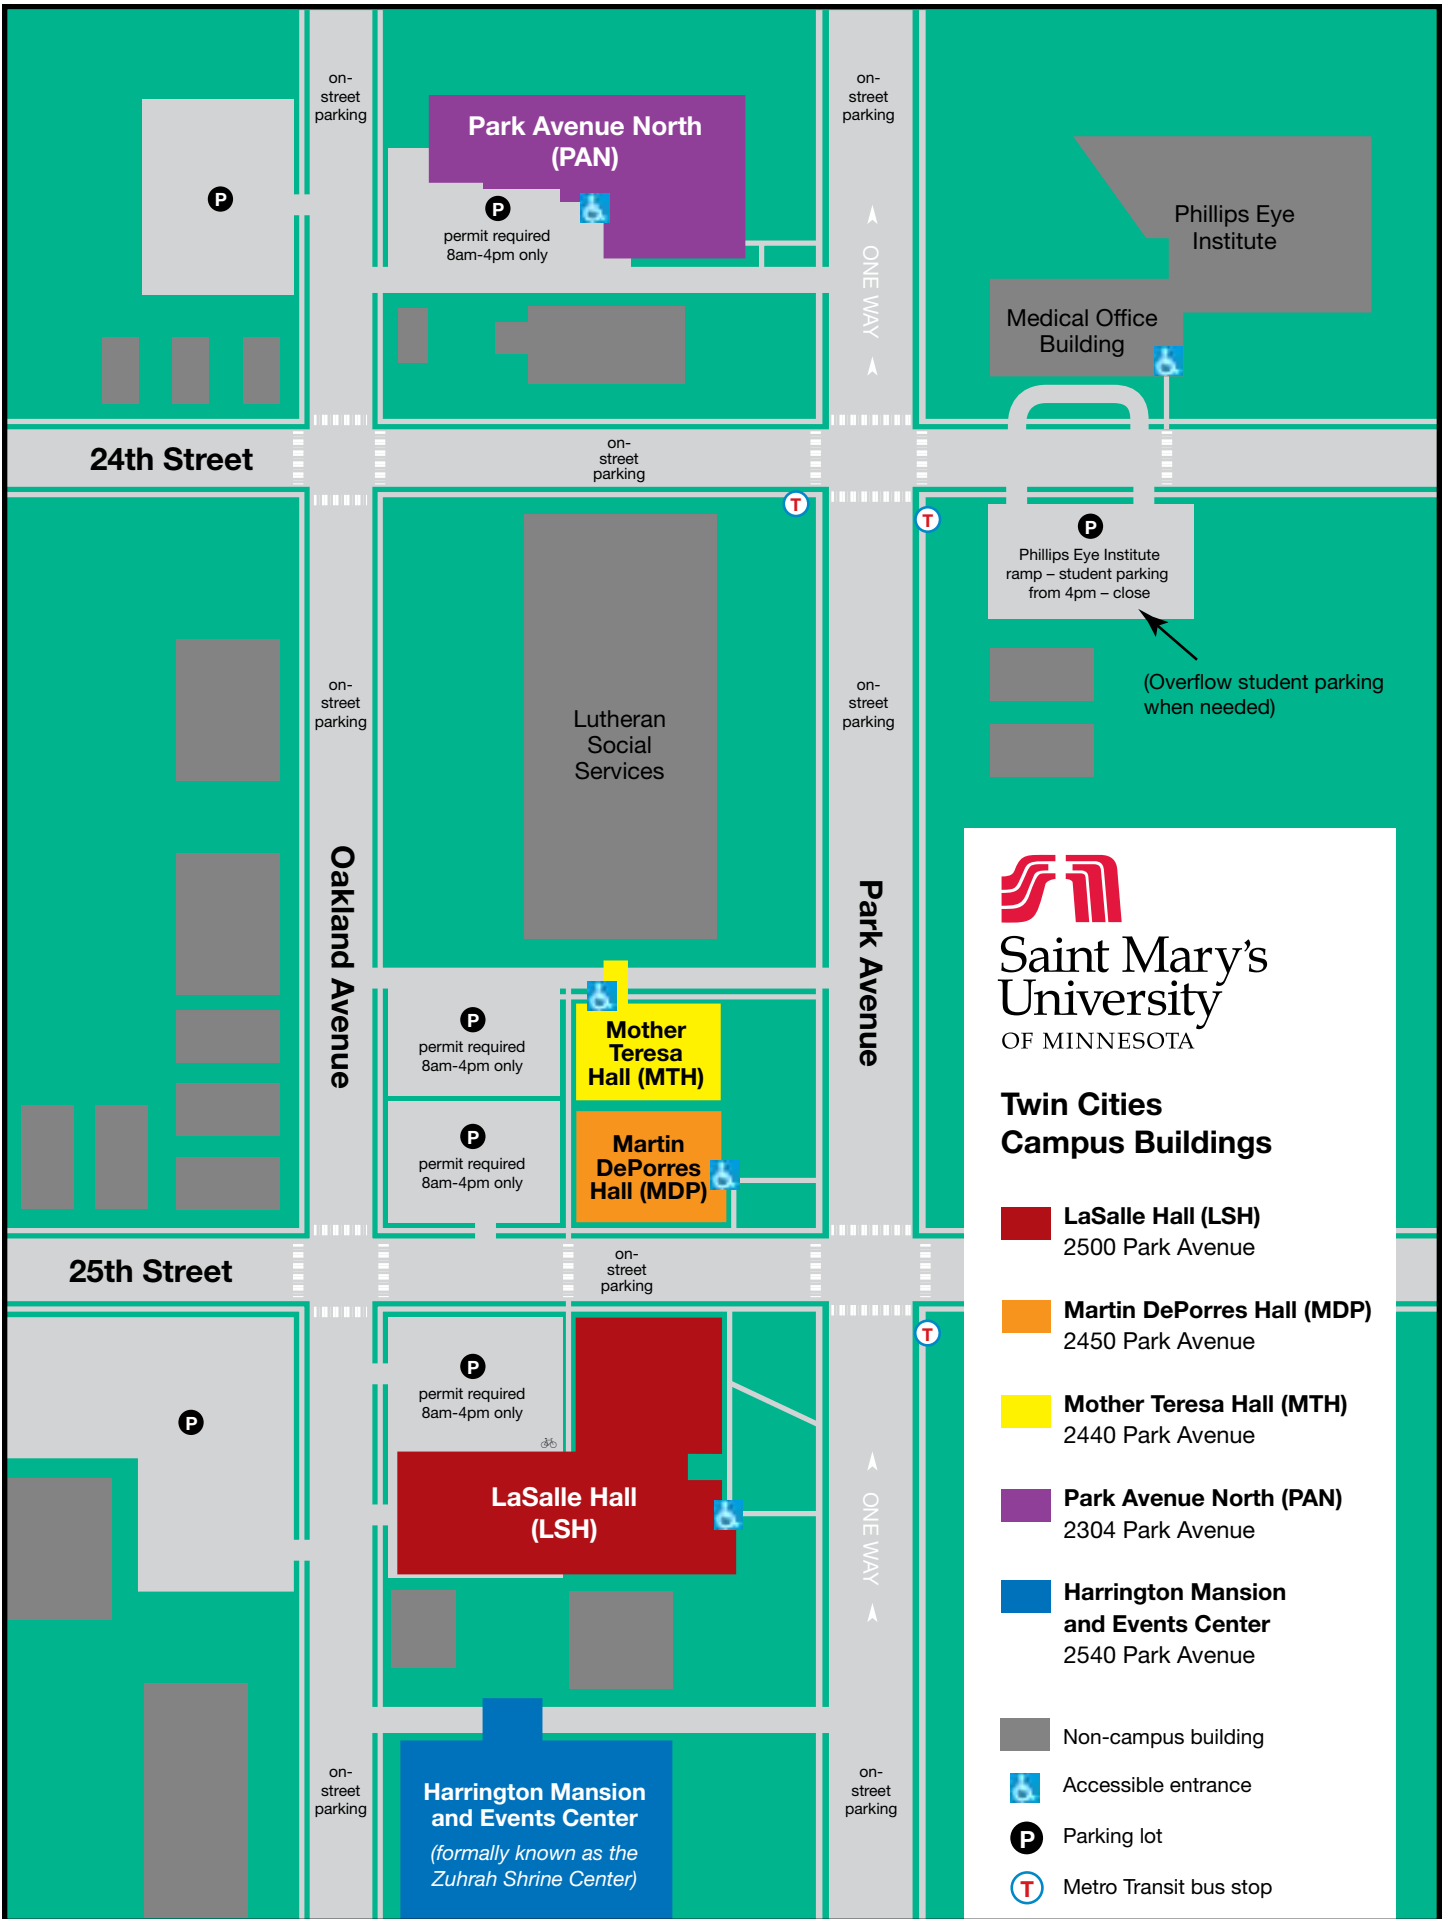 on-
street
parking
on-
street
parking
Park Avenue North
(PAN)
P
P
permit required
8am-4pm only
ONE WAY
Phillips Eye
Institute
Medical Office
Building
24th Street
on-
street
parking
T
T
P
Phillips Eye Institute
ramp – student parking
from 4pm – close
(Overflow student parking
when needed)
on-
street
parking
on-
street
parking
Lutheran
Social
Services
Oakland Avenue
Park Avenue
P
permit required
8am-4pm only
Mother
Teresa
Hall (MTH)
P
permit required
8am-4pm only
Martin
DePorres
Hall (MDP)
25th Street
on-
street
parking
T
P
permit required
8am-4pm only
P
LaSalle Hall
(LSH)
ONE WAY
on-
street
parking
on-
street
parking
Harrington Mansion
and Events Center
(formally known as the
Zuhrah Shrine Center)
Saint Mary's
University
OF MINNESOTA
Twin Cities
Campus Buildings
LaSalle Hall (LSH)
2500 Park Avenue
Martin DePorres Hall (MDP)
2450 Park Avenue
Mother Teresa Hall (MTH)
2440 Park Avenue
Park Avenue North (PAN)
2304 Park Avenue
Harrington Mansion
and Events Center
2540 Park Avenue
Non-campus building
Accessible entrance
P Parking lot
T Metro Transit bus stop